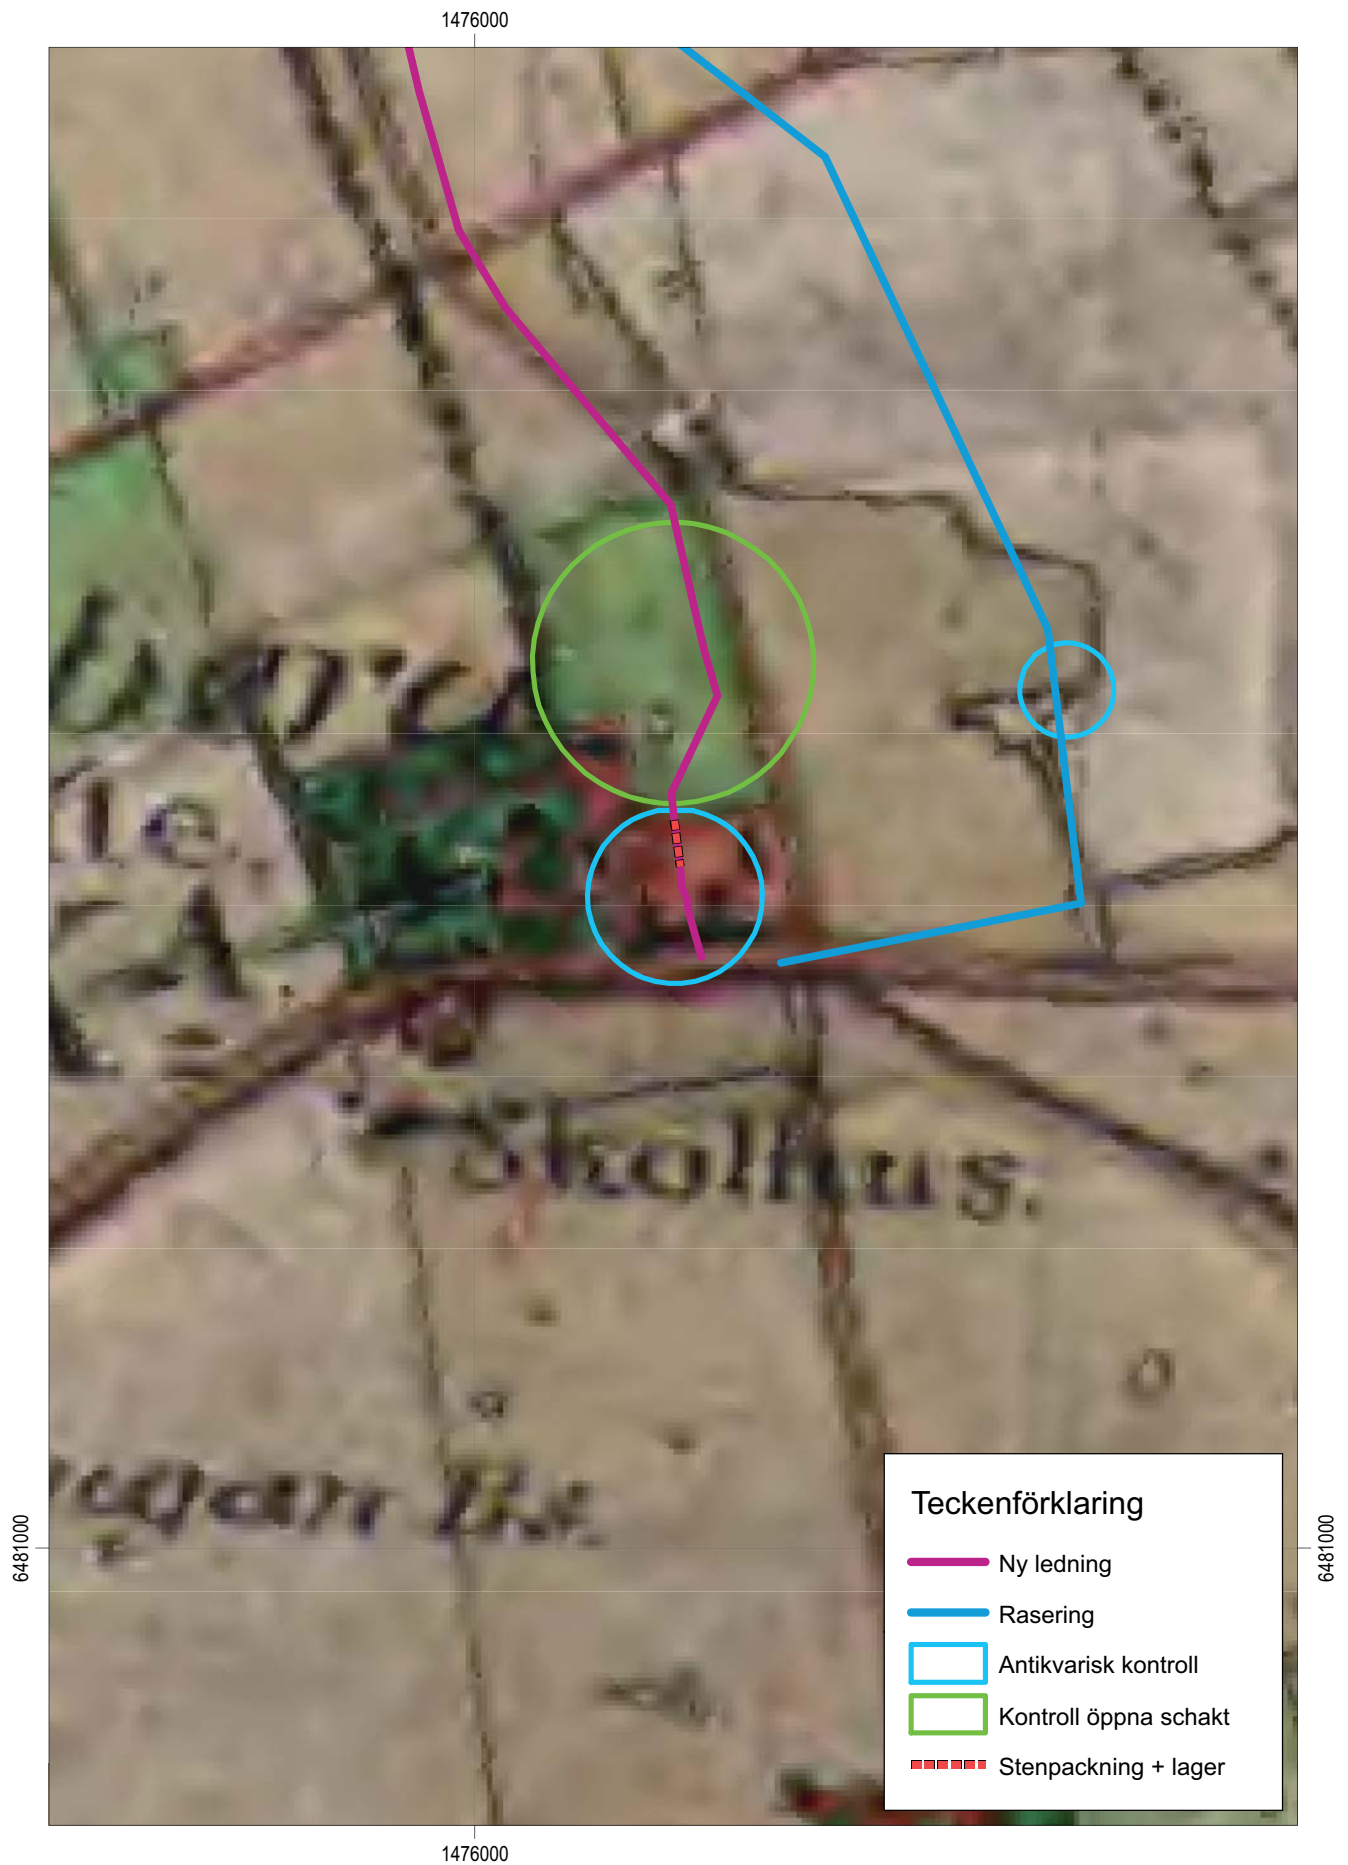 1476000
Skolhus.
6481000
6481000
Teckenförklaring
Ny ledning
Rasering
Antikvarisk kontroll
Kontroll öppna schakt
Stenpackning + lager
1476000